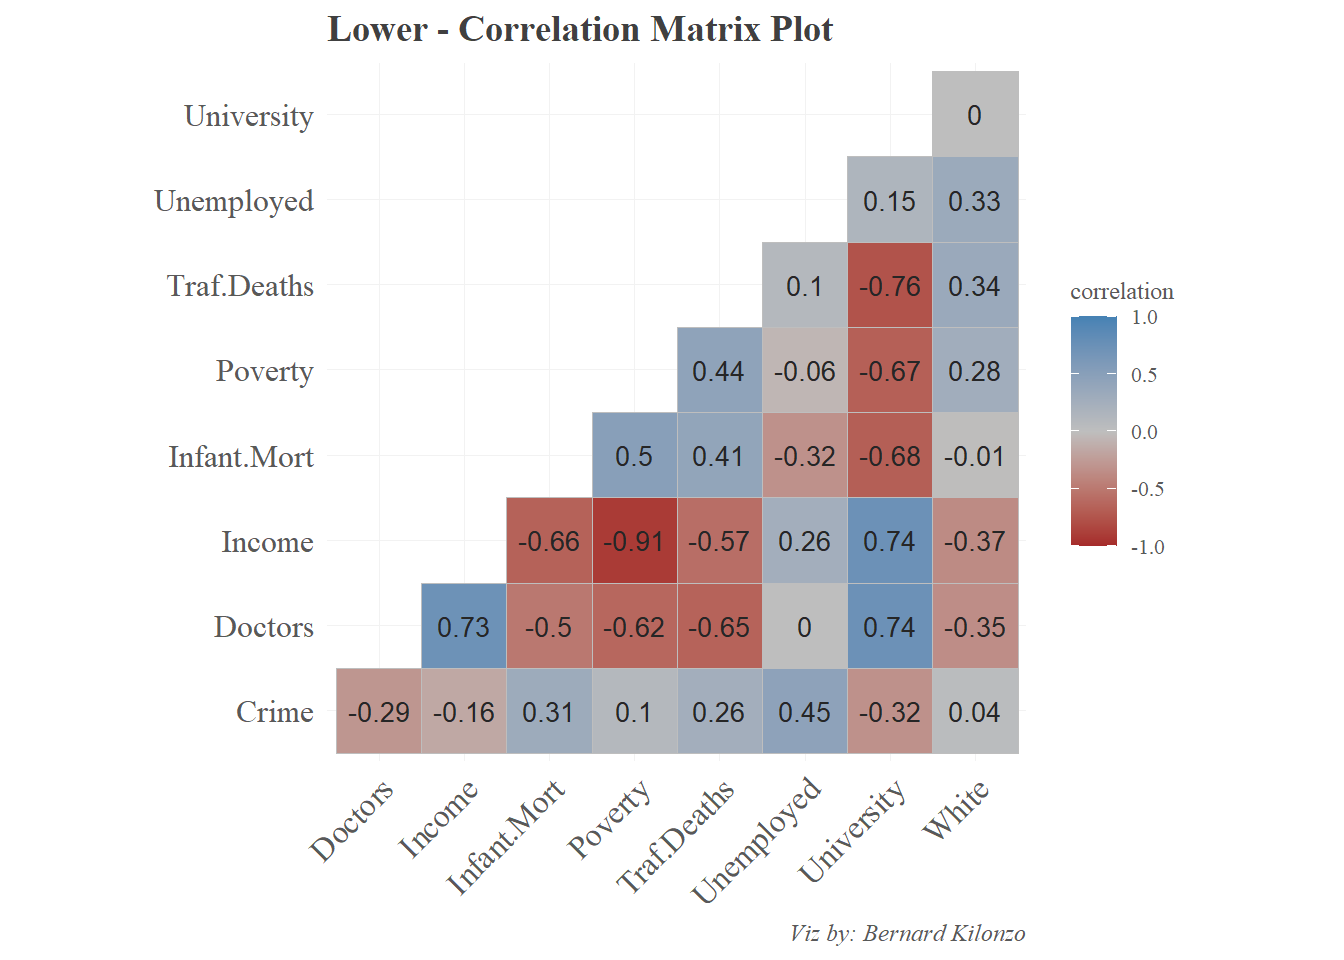 Lower - Correlation Matrix Plot
University 0
Unemployed 0.15 0.33
Traf.Deaths 0.1 -0.76 0.34
Poverty 0.44 -0.06 -0.67 0.28
Infant.Mort 0.5 0.41 -0.32 -0.68 -0.01
Income -0.66 -0.91 -0.57 0.26 0.74 -0.37
Doctors 0.73 -0.5 -0.62 -0.65 0 0.74 -0.35
Crime -0.29 -0.16 0.31 0.1 0.26 0.45 -0.32 0.04
Doctors Income Infant.Mort Poverty Traf.Deaths Unemployed University White
correlation
1.0
0.5
0.0
-0.5
-1.0
Viz by: Bernard Kilonzo